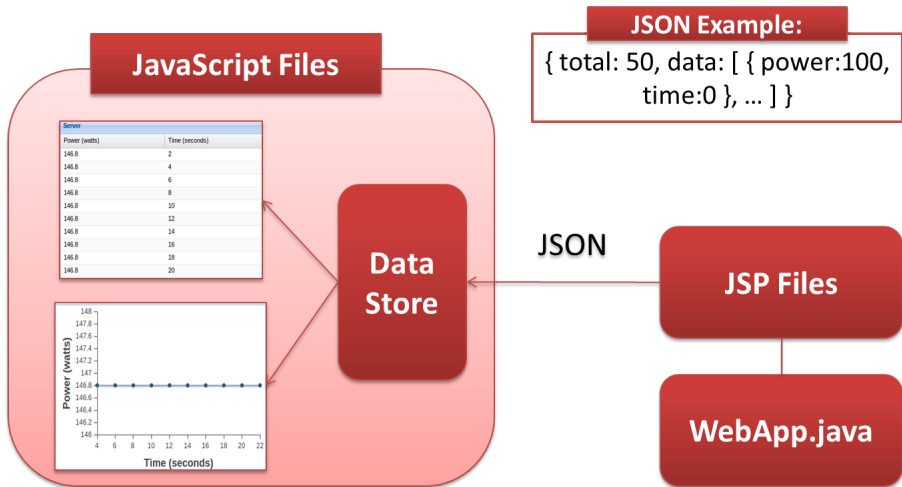 JavaScript Files
JSON Example:
{ total: 50, data: [ { power:100,
time:0 }, … ] }
Server
Power (watts) Time (seconds)
146.8 2
146.8 4
146.8 6
146.8 8
146.8 10
146.8 12
146.8 14
146.8 16
146.8 18
146.8 20
Data
Store
JSON
JSP Files
WebApp.java
Power (watts)
148
147.8
147.6
147.4
147.2
147
146.8
146.6
146.4
146.2
146
4 6 8 10 12 14 16 18 20 22
Time (seconds)